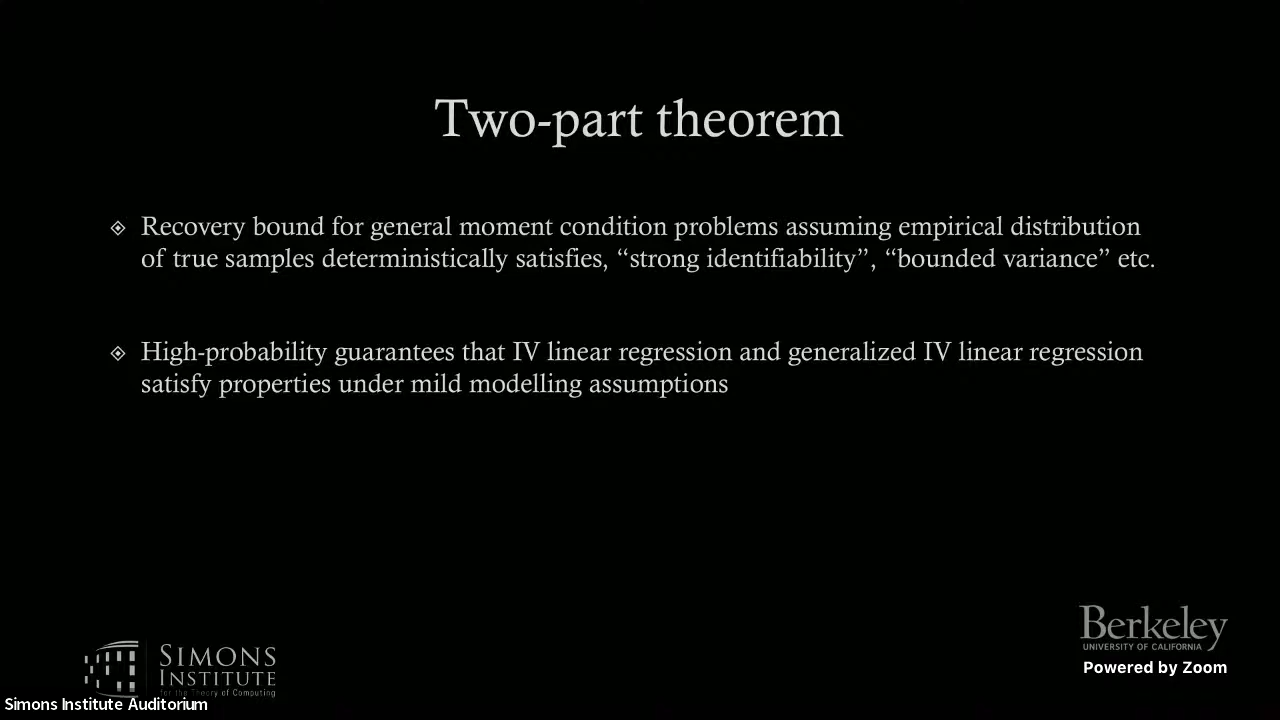 Two-part theorem
Recovery bound for general moment condition problems assuming empirical distribution
of true samples deterministically satisfies, “strong identifiability”, “bounded variance” etc.
High-probability guarantees that IV linear regression and generalized IV linear regression
satisfy properties under mild modelling assumptions
Berkeley
UNIVERSITY OF CALIFORNIA
Powered by Zoom
SIMONS
INSTITUTE
for the Theory of Computing
Simons Institute Auditorium